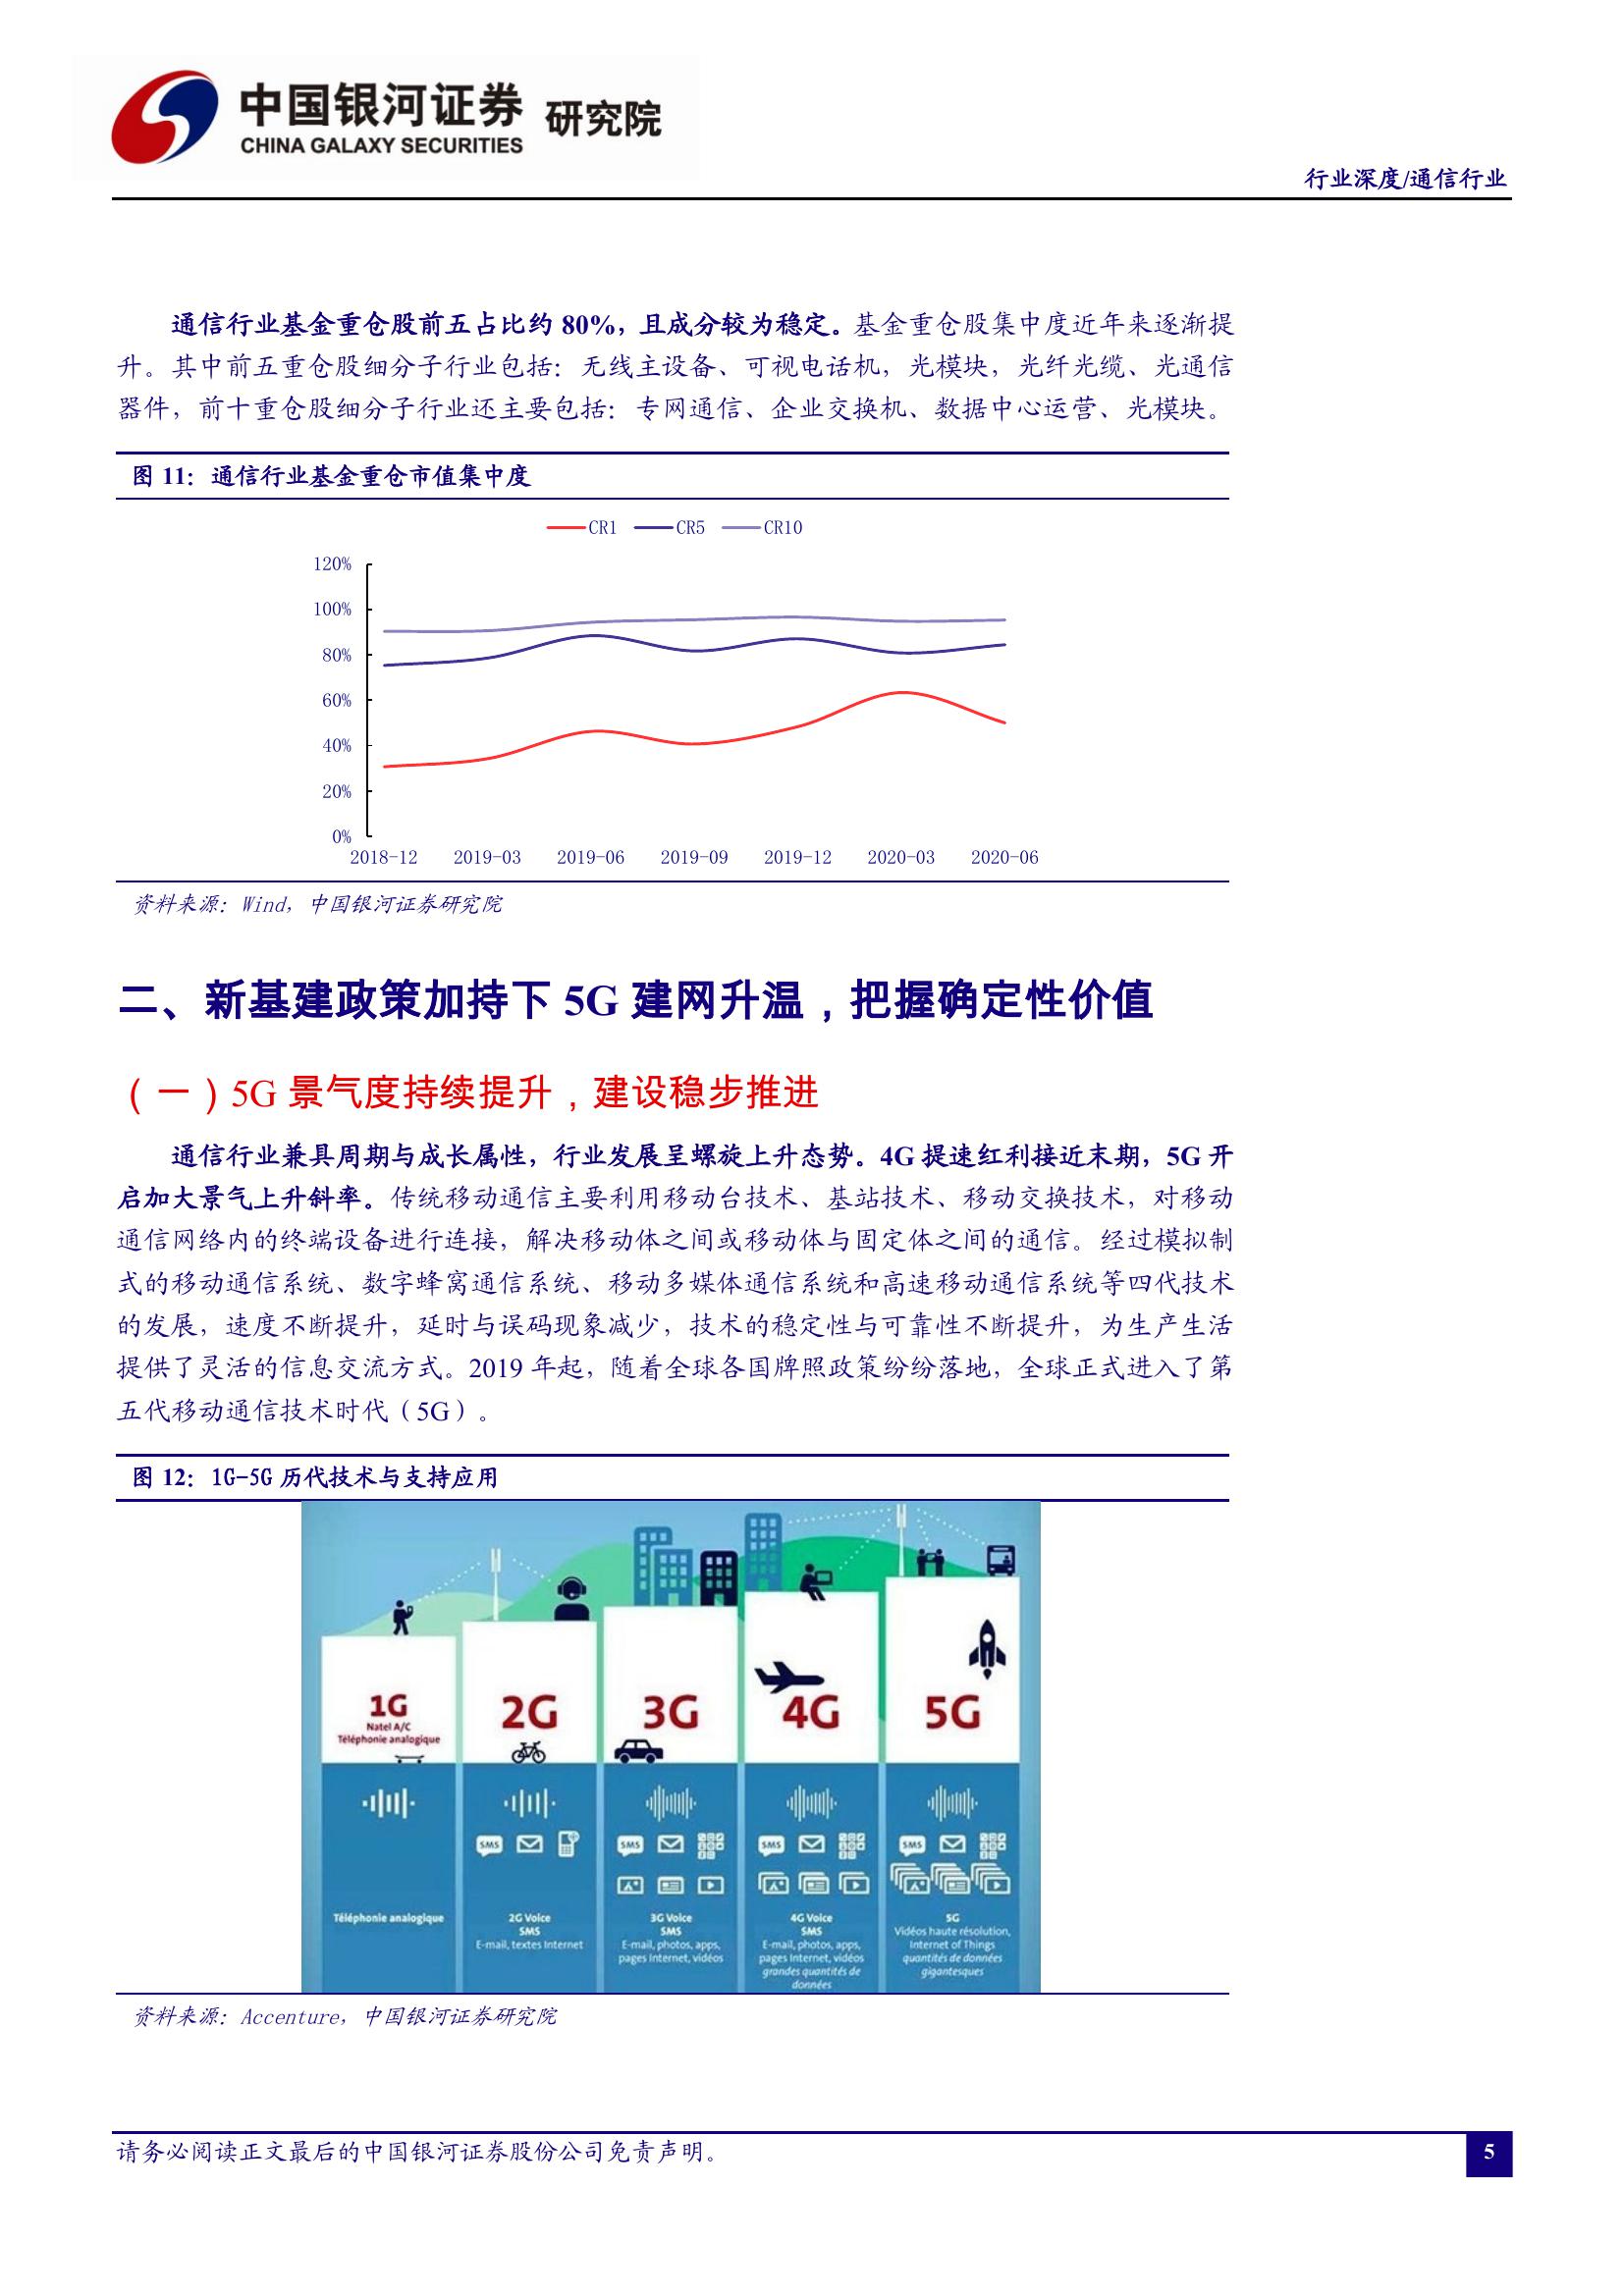 中国银河证券 研究院
CHINA GALAXY SECURITIES
行业深度/通信行业
通信行业基金重仓股前五占比约 80%，且成分较为稳定。基金重仓股集中度近年来逐渐提
升。其中前五重仓股细分子行业包括：无线主设备、可视电话机，光模块，光纤光缆、光通信
器件，前十重仓股细分子行业还主要包括：专网通信、企业交换机、数据中心运营、光模块。
图 11：通信行业基金重仓市值集中度
CR1 CR5 CR10
120%
100%
80%
60%
40%
20%
0%
2018-12 2019-03 2019-06 2019-09 2019-12 2020-03 2020-06
资料来源：Wind，中国银河证券研究院
二、新基建政策加持下 5G 建网升温，把握确定性价值
（一）5G 景气度持续提升，建设稳步推进
通信行业兼具周期与成长属性，行业发展呈螺旋上升态势。4G 提速红利接近末期，5G 开
启加大景气上升斜率。传统移动通信主要利用移动台技术、基站技术、移动交换技术，对移动
通信网络内的终端设备进行连接，解决移动体之间或移动体与固定体之间的通信。经过模拟制
式的移动通信系统、数字蜂窝通信系统、移动多媒体通信系统和高速移动通信系统等四代技术
的发展，速度不断提升，延时与误码现象减少，技术的稳定性与可靠性不断提升，为生产生活
提供了灵活的信息交流方式。2019 年起，随着全球各国牌照政策纷纷落地，全球正式进入了第
五代移动通信技术时代（5G）。
图 12：1G-5G 历代技术与支持应用
1G 2G 3G 4G 5G
Natel A/C
Téléphonie analogique
SMS SMS SMS SMS
Téléphonie analogique
2G Voice
SMS
E-mail, textes Internet
3G Voice
SMS
E-mail, photos, apps,
pages Internet, vidéos
4G Voice
SMS
E-mail, photos, apps,
pages Internet, vidéos
grandes quantités de
données
5G
Vidéos haute résolution,
Internet of Things
quantités de données
gigantesques
资料来源：Accenture，中国银河证券研究院
请务必阅读正文最后的中国银河证券股份公司免责声明。
5